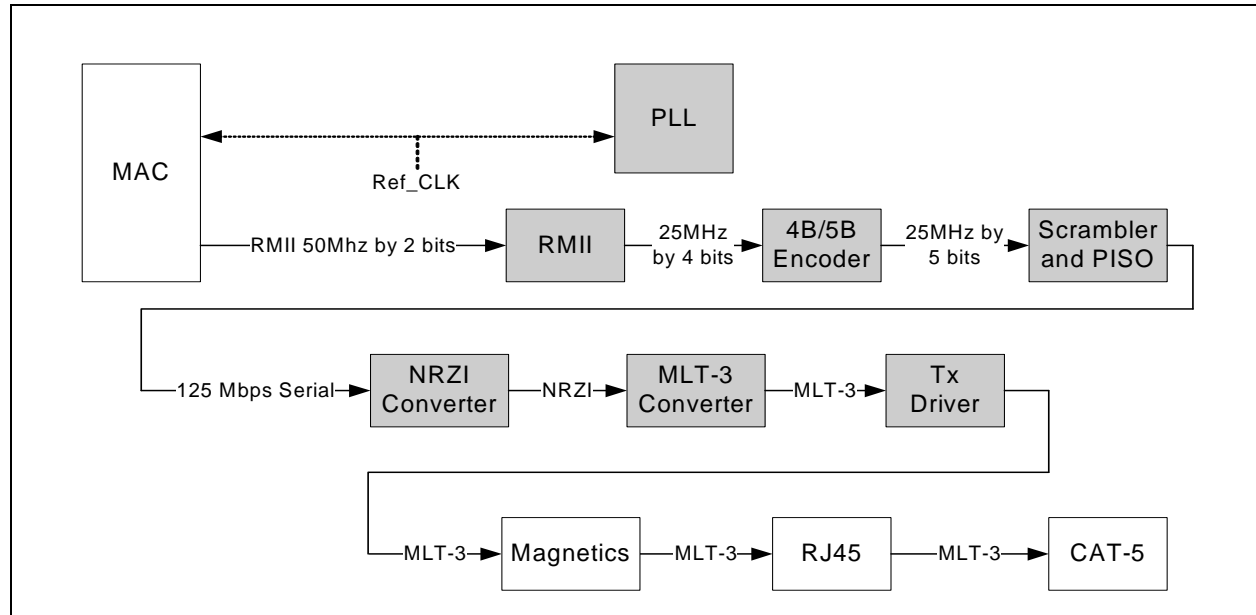 MAC
PLL
Ref_CLK
RMII 50Mhz by 2 bits
RMII
25MHz
by 4 bits
4B/5B
Encoder
25MHz by
5 bits
Scrambler
and PISO
125 Mbps Serial
NRZI
Converter
NRZI
MLT-3
Converter
MLT-3
Tx
Driver
MLT-3
Magnetics
MLT-3
RJ45
MLT-3
CAT-5